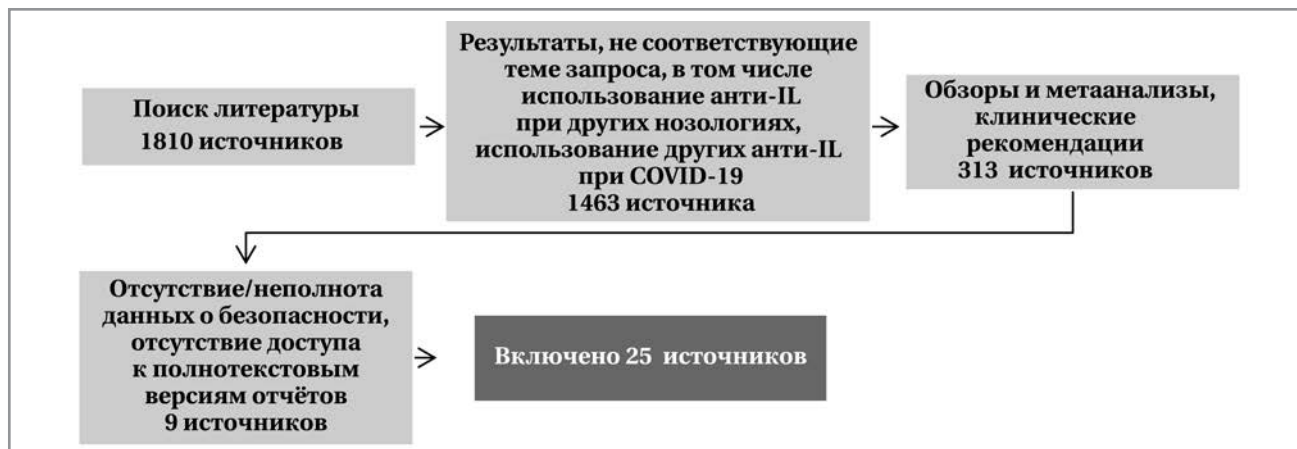 Поиск литературы
1810 источников
Результаты, не соответствующие
теме запроса, в том числе
использование анти-IL
при других нозологиях,
использование других анти-IL
при COVID-19
1463 источника
Обзоры и метаанализы,
клинические
рекомендации
313 источников
Отсутствие/неполнота
данных о безопасности,
отсутствие доступа
к полнотекстовым
версиям отчётов
9 источников
Включено 25 источников